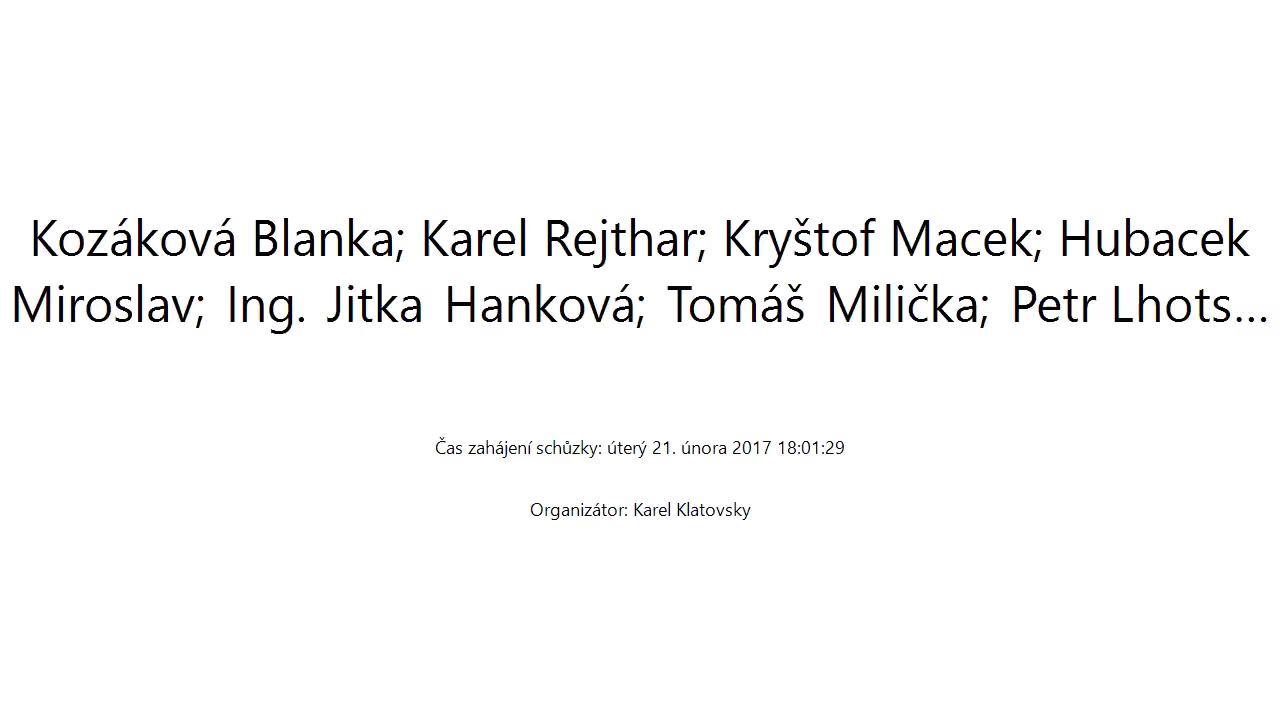 Kozáková Blanka; Karel Rejthar; Kryštof Macek; Hubacek
Miroslav; Ing. Jitka Hanková; Tomáš Milička; Petr Lhots...
Čas zahájení schůzky: úterý 21. února 2017 18:01:29
Organizátor: Karel Klatovsky